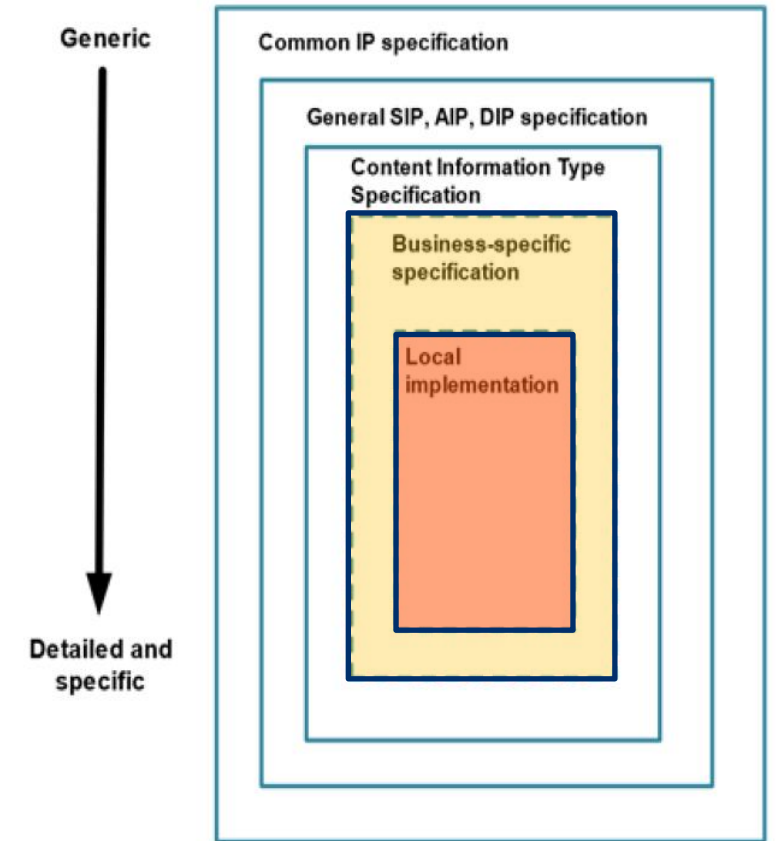 Generic
Common IP specification
General SIP, AIP, DIP specification
Content Information Type
Specification
Business-specific
specification
Local
implementation
Detailed and
specific